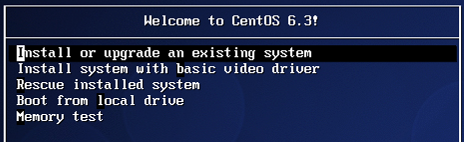 Welcome to CentOS 6.3!
Install or upgrade an existing system
Install system with basic video driver
Rescue installed system
Boot from local drive
Memory test